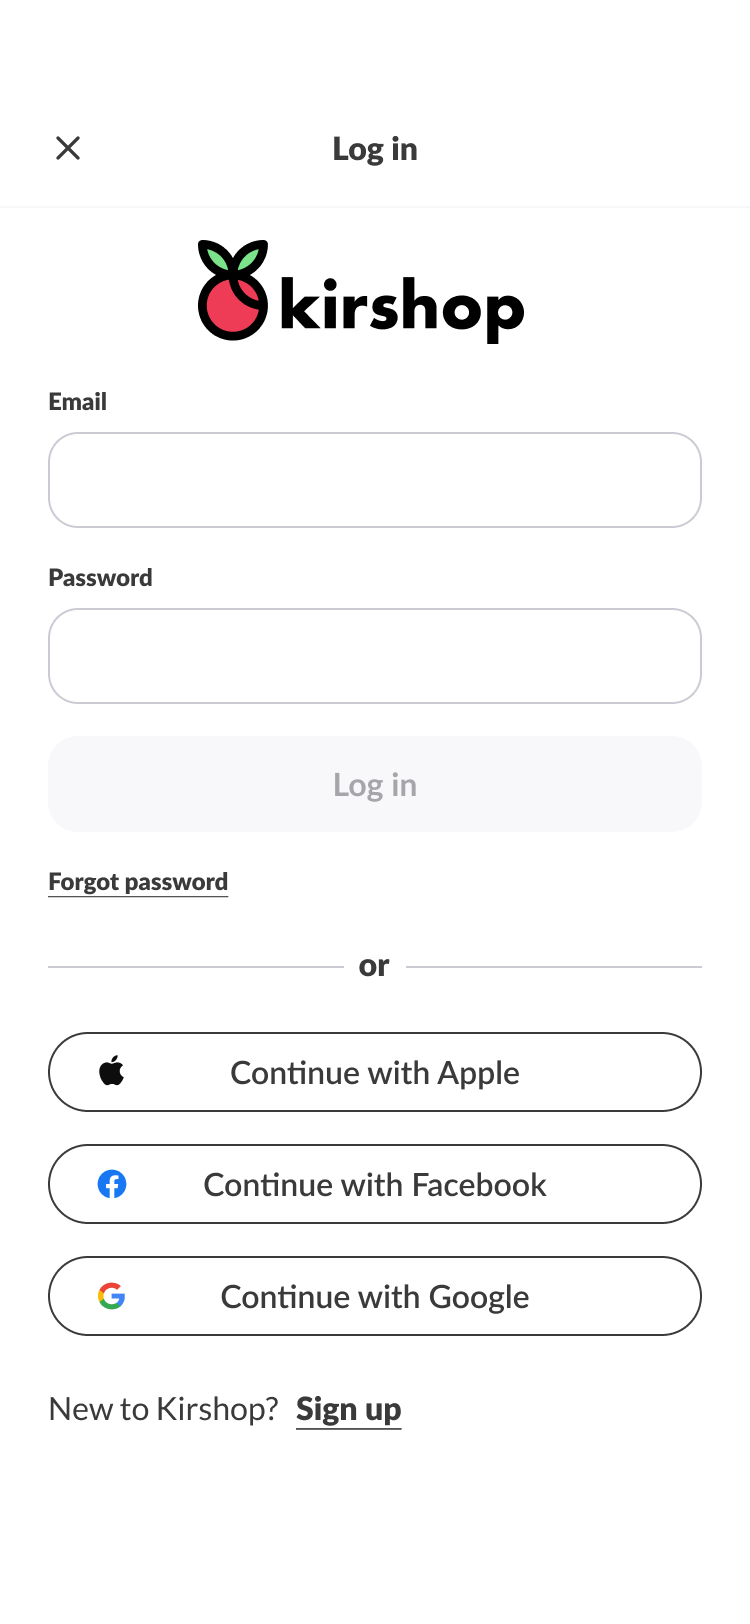 Log in
kirshop
Email
Password
Log in
Forgot password
or
Continue with Apple
Continue with Facebook
Continue with Google
New to Kirshop? Sign up